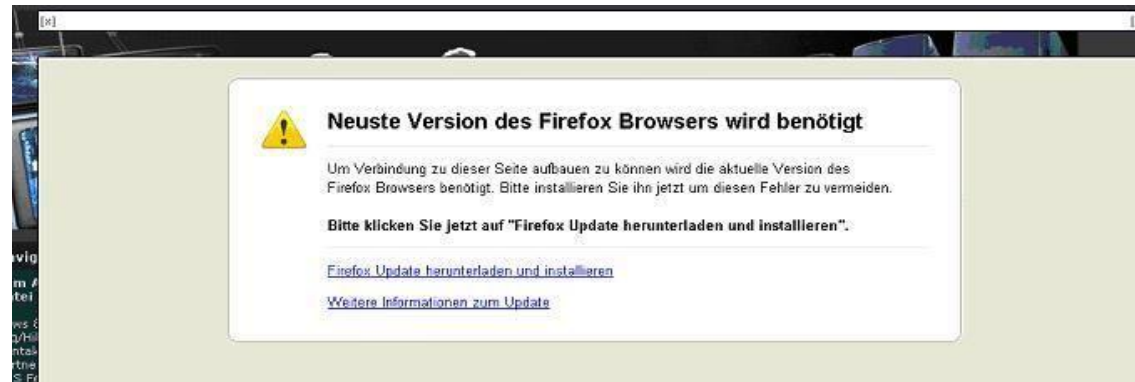 [x]
Neuste Version des Firefox Browsers wird benötigt
Um Verbindung zu dieser Seite aufbauen zu können wird die aktuelle Version des
Firefox Browsers benötigt. Bitte installieren Sie ihn jetzt um diesen Fehler zu vermeiden.
Bitte klicken Sie jetzt auf "Firefox Update herunterladen und installieren".
Firefox Update herunterladen und installieren
Weitere Informationen zum Update